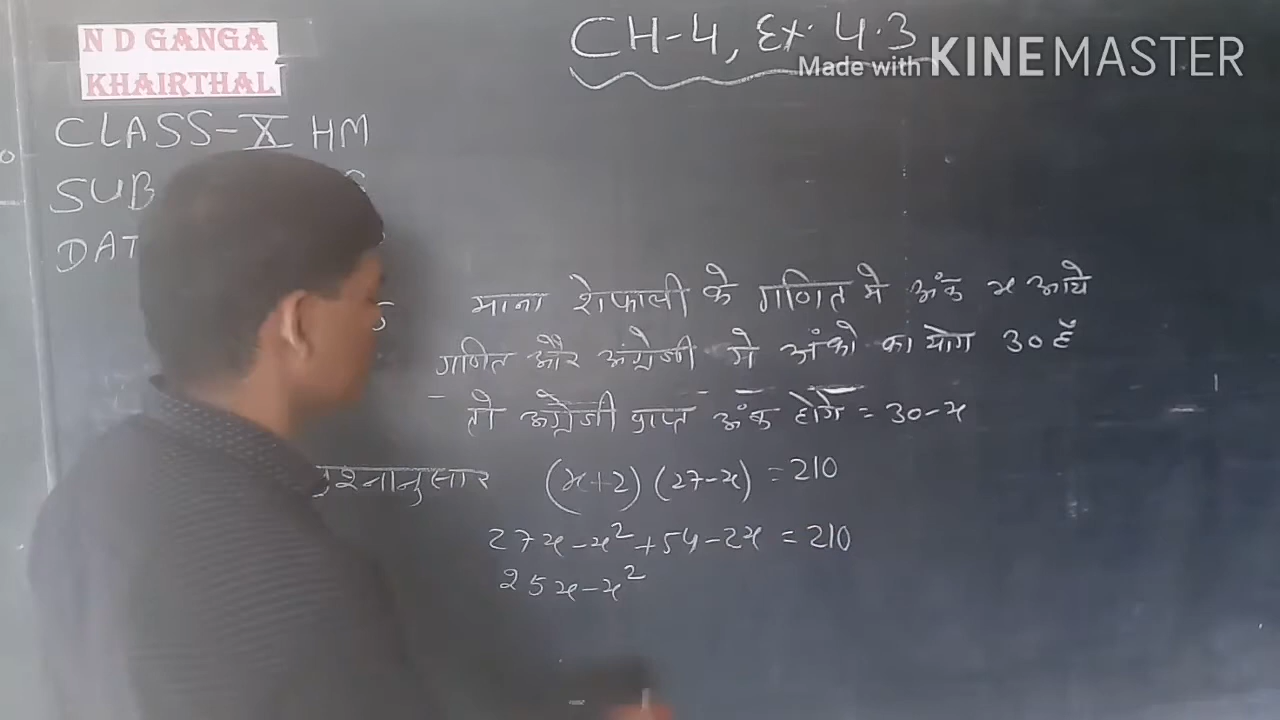 N D GANGA
KHAIRTHAL
CH-4, Ex. 4.3
Made with KINEMASTER
CLASS-X HM
SUB
DAT
माना शेफाली के गणित मे अंक x आये
गणित और अंग्रेजी मे अंको का योग 30 है
तो अंग्रेजी प्राप्त अंक होगे = 30-x
प्रश्नानुसार (x+2) (27-x) = 210
27x-x²+54-2x = 210
25x-x²